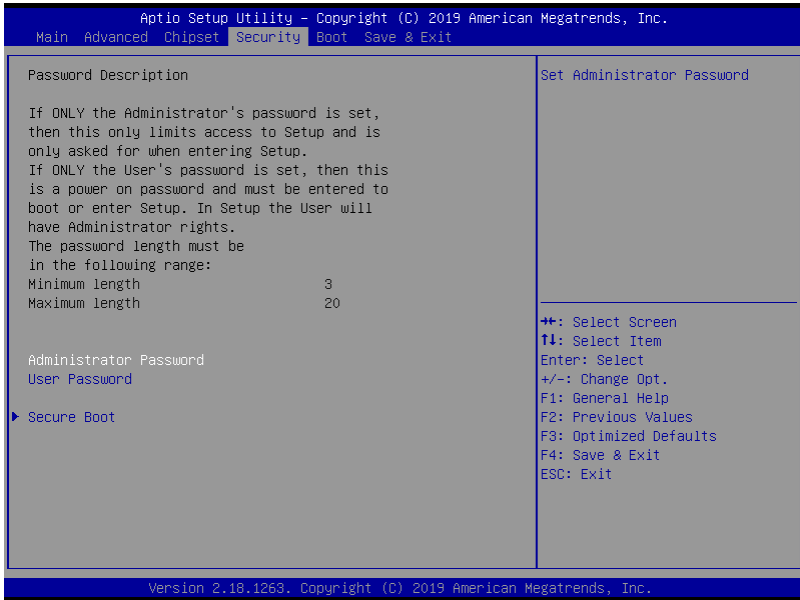 Aptio Setup Utility – Copyright (C) 2019 American Megatrends, Inc.
Main Advanced Chipset Security Boot Save & Exit
Password Description
If ONLY the Administrator's password is set,
then this only limits access to Setup and is
only asked for when entering Setup.
If ONLY the User's password is set, then this
is a power on password and must be entered to
boot or enter Setup. In Setup the User will
have Administrator rights.
The password length must be
in the following range:
Minimum length 3
Maximum length 20
Administrator Password
User Password
Secure Boot
Set Administrator Password
→←: Select Screen
↑↓: Select Item
Enter: Select
+/-: Change Opt.
F1: General Help
F2: Previous Values
F3: Optimized Defaults
F4: Save & Exit
ESC: Exit
Version 2.18.1263. Copyright (C) 2019 American Megatrends, Inc.